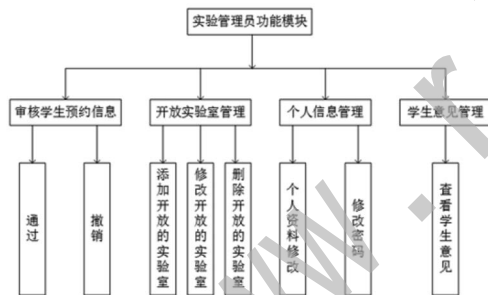 实验管理员功能模块
审核学生预约信息
开放实验室管理
个人信息管理
学生意见管理
通过
撤销
添加开放的实验室
修改开放的实验室
删除开放的实验室
个人资料修改
修改密码
查看学生意见